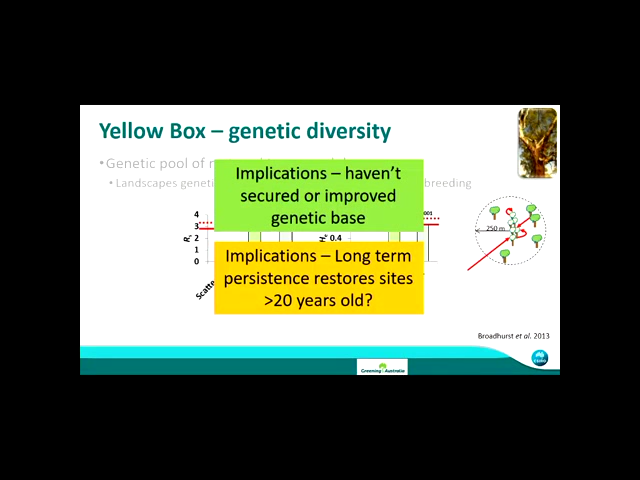 Yellow Box – genetic diversity
•Genetic pool of
• Landscapes breeding
Implications – haven't
secured or improved
genetic base
Implications – Long term
persistence restores sites
>20 years old?
4
3
2
1
0
0.4
250 m
Broadhurst et al. 2013
CSIRO
Greening Australia